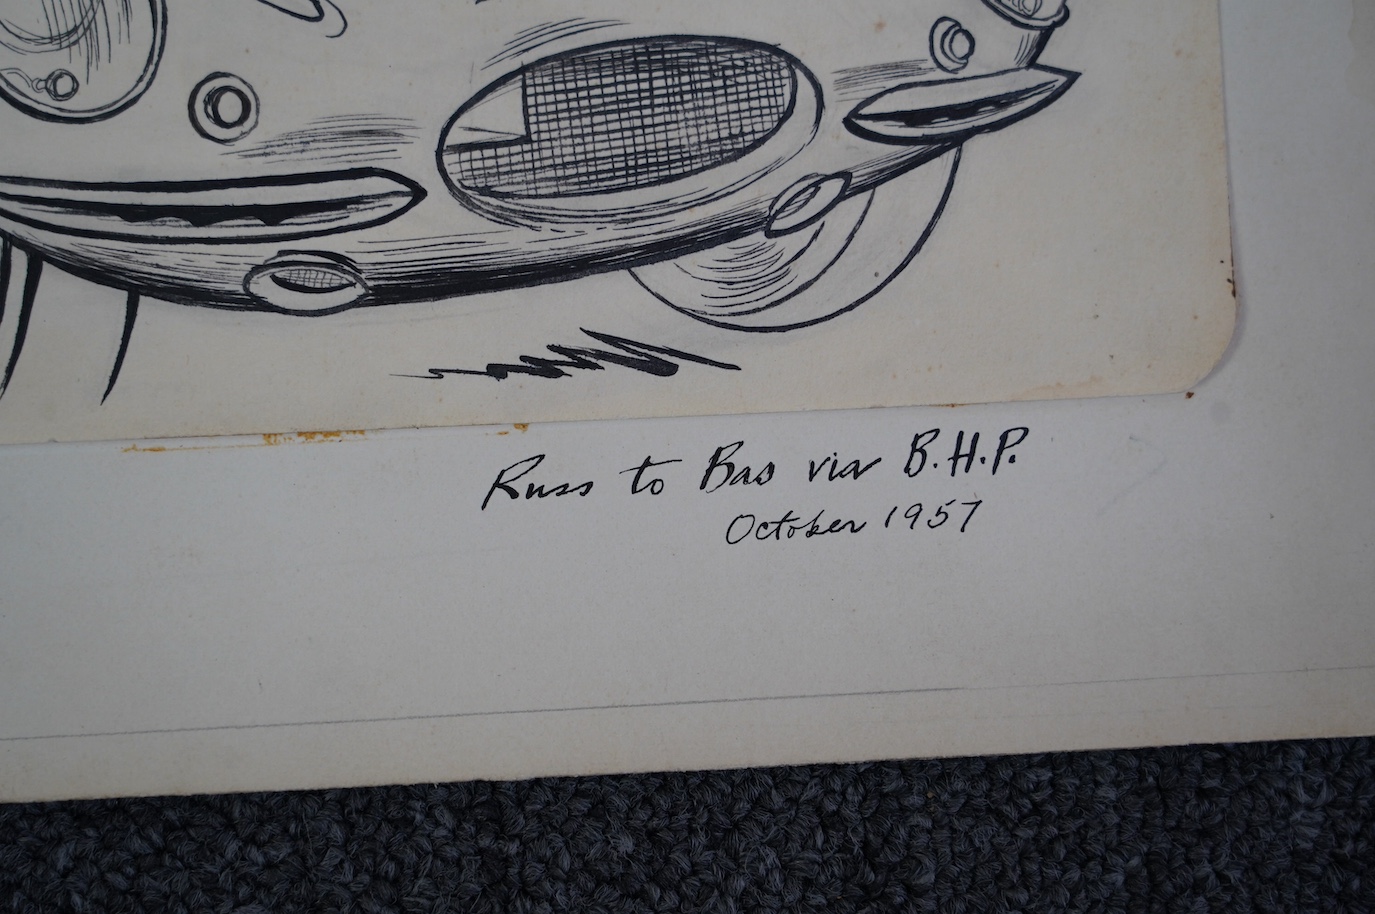 Russ to Bas via B.H.P.
October 1957